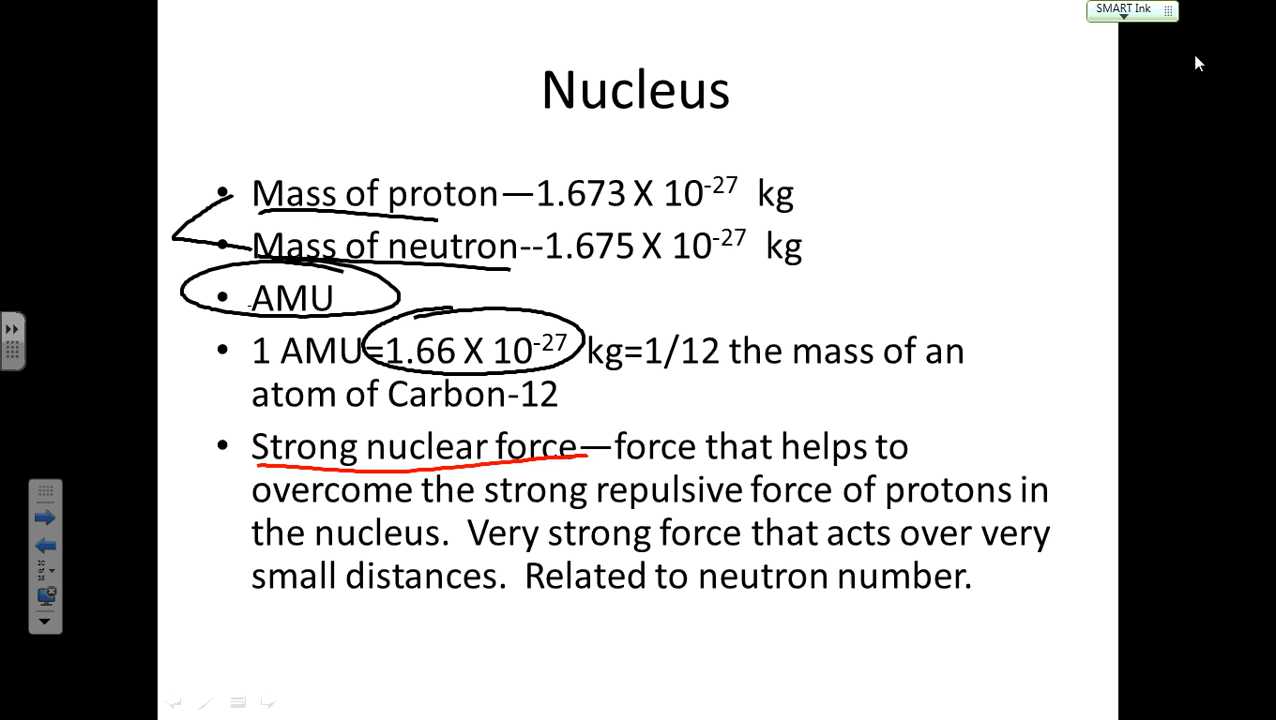 SMART Ink
Nucleus
• Mass of proton—1.673 X 10⁻²⁷ kg
• Mass of neutron--1.675 X 10⁻²⁷ kg
• AMU
• 1 AMU=1.66 X 10⁻²⁷ kg=1/12 the mass of an
atom of Carbon-12
• Strong nuclear force—force that helps to
overcome the strong repulsive force of protons in
the nucleus. Very strong force that acts over very
small distances. Related to neutron number.